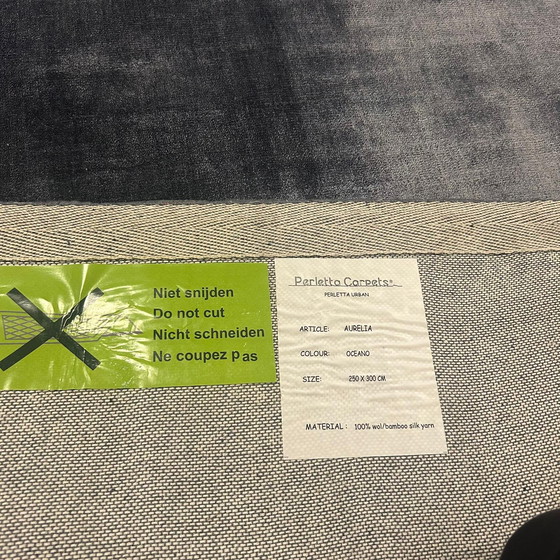 Niet snijden
Do not cut
Nicht schneiden
Ne coupez pas
Perletta Carpets®
PERLETTA URBAN
ARTICLE: AURELIA
COLOUR: OCEANO
SIZE: 250 X 300 CM
MATERIAL : 100% wol/bamboo silk yarn